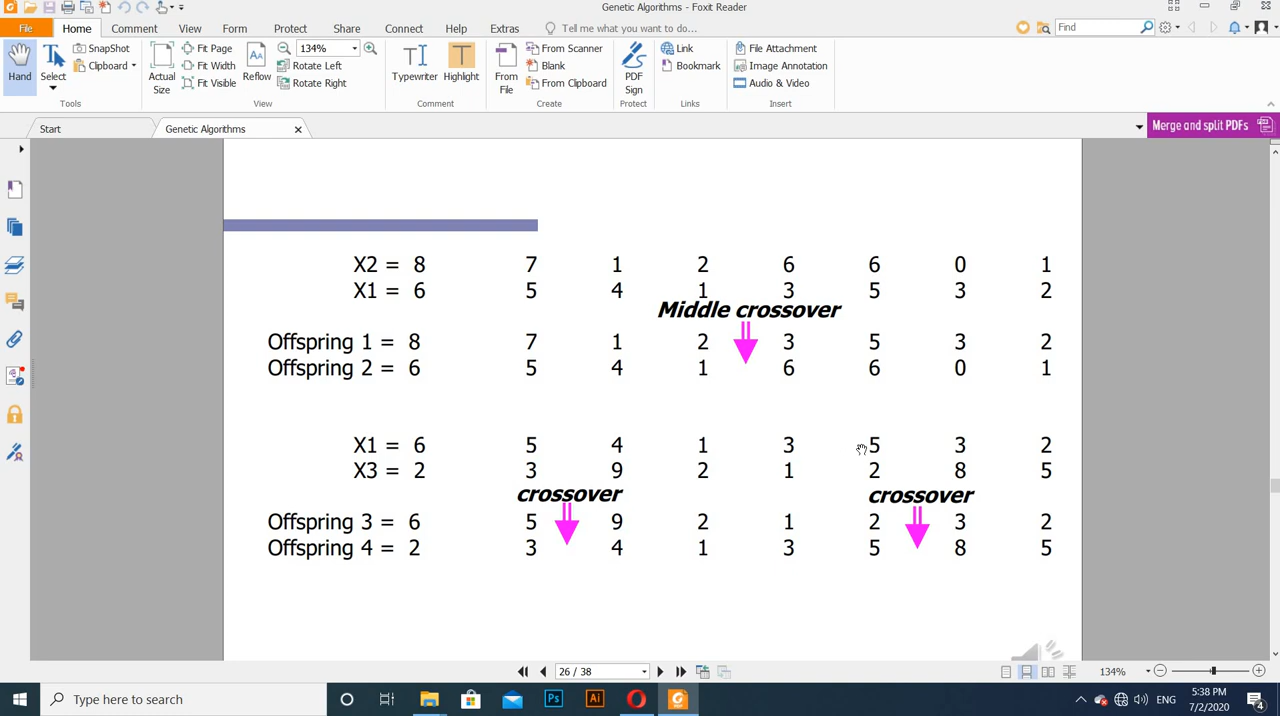 Genetic Algorithms - Foxit Reader
File Home Comment View Form Protect Share Connect Help Extras Tell me what you want to do... Find
Hand
Select
SnapShot
Clipboard
Tools
Actual Size
Fit Page
Fit Width
Fit Visible
Reflow
134%
Rotate Left
Rotate Right
View
Typewriter
Highlight
Comment
From File
From Scanner
Blank
From Clipboard
Create
PDF Sign
Protect
Link
Bookmark
Links
File Attachment
Image Annotation
Audio & Video
Insert
Start Genetic Algorithms Merge and split PDFs
X2 = 8 7 1 2 6 6 0 1
X1 = 6 5 4 1 3 5 3 2
Middle crossover
Offspring 1 = 8 7 1 2 3 5 3 2
Offspring 2 = 6 5 4 1 6 6 0 1
X1 = 6 5 4 1 3 5 3 2
X3 = 2 3 9 2 1 2 8 5
crossover crossover
Offspring 3 = 6 5 9 2 1 2 3 2
Offspring 4 = 2 3 4 1 3 5 8 5
26 / 38 134%
Type here to search
Ps Ai
ENG
5:38 PM
7/2/2020
4